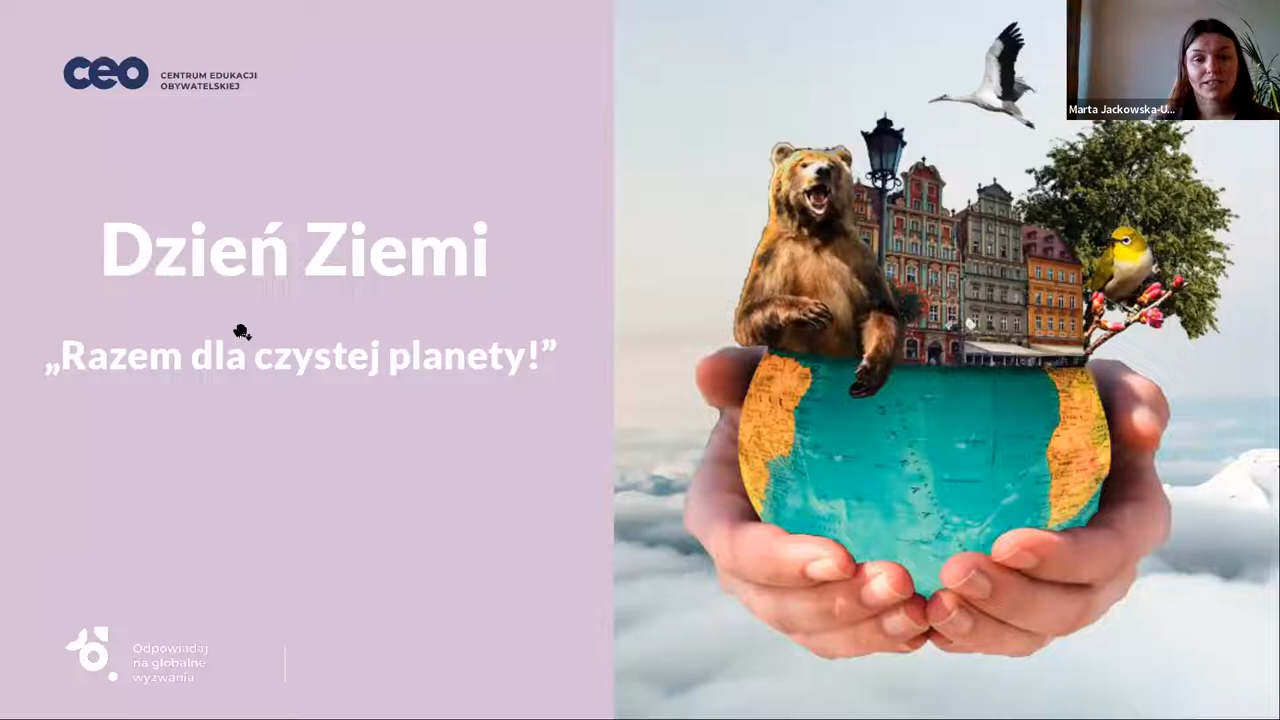 ceo
CENTRUM EDUKACJI
OBYWATELSKIEJ
Marta Jackowska-U...
Dzień Ziemi
„Razem dla czystej planety!”
Odpowiadaj
na globalne
wyzwania